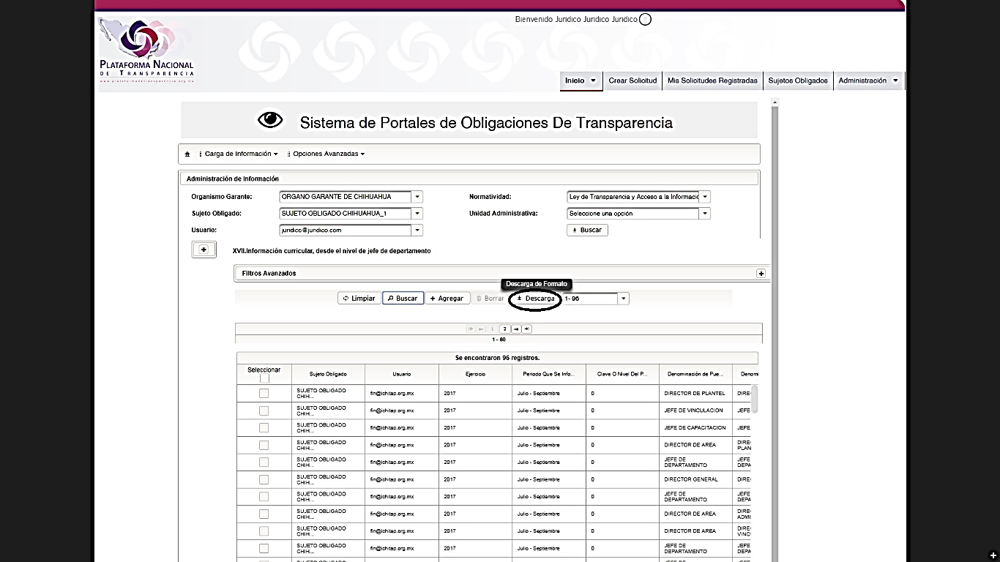 Bienvenido Juridico Juridico Juridico
PLATAFORMA NACIONAL
DE TRANSPARENCIA
www.plataformadetransparencia.org.mx
Inicio Crear Solicitud Mis Solicitudes Registradas Sujetos Obligados Administración
Sistema de Portales de Obligaciones De Transparencia
Carga de Información Opciones Avanzadas
Administración de Información
Organismo Garante: ORGANO GARANTE DE CHIHUAHUA Normatividad: Ley de Transparencia y Acceso a la Informaci
Sujeto Obligado: SUJETO OBLIGADO CHIHUAHUA_1 Unidad Administrativa: Seleccione una opción
Usuario: juridico@juridico.com Buscar
XVII.Información curricular, desde el nivel de jefe de departamento
Filtros Avanzados
Descarga de Formato
Limpiar Buscar + Agregar Borrar Descarga 1- 96
1 2
1 - 60
Se encontraron 96 registros.
Seleccionar Sujeto Obligado Usuario Ejercicio Periodo Que Se Info... Clave O Nivel Del P... Denominación de Pue... Denomi
SUJETO OBLIGADO CHIH... fin@ichitap.org.mx 2017 Julio - Septiembre 0 DIRECTOR DE PLANTEL DIRE
SUJETO OBLIGADO CHIH... fin@ichitap.org.mx 2017 Julio - Septiembre 0 JEFE DE VINCULACION JEFE
SUJETO OBLIGADO CHIH... fin@ichitap.org.mx 2017 Julio - Septiembre 0 JEFE DE CAPACITACION JEFE
SUJETO OBLIGADO CHIH... fin@ichitap.org.mx 2017 Julio - Septiembre 0 DIRECTOR DE AREA DIRE PLAN
SUJETO OBLIGADO CHIH... fin@ichitap.org.mx 2017 Julio - Septiembre 0 JEFE DE DEPARTAMENTO JEFE DEPA
SUJETO OBLIGADO CHIH... fin@ichitap.org.mx 2017 Julio - Septiembre 0 DIRECTOR GENERAL DIRE
SUJETO OBLIGADO CHIH... fin@ichitap.org.mx 2017 Julio - Septiembre 0 JEFE DE DEPARTAMENTO JEFE DEPA
SUJETO OBLIGADO CHIH... fin@ichitap.org.mx 2017 Julio - Septiembre 0 DIRECTOR DE AREA DIRE ADMI
SUJETO OBLIGADO CHIH... fin@ichitap.org.mx 2017 Julio - Septiembre 0 DIRECTOR DE AREA DIRE VINC
SUJETO OBLIGADO CHIH... fin@ichitap.org.mx 2017 Julio - Septiembre 0 JEFE DE DEPARTAMENTO JEFE DEPA